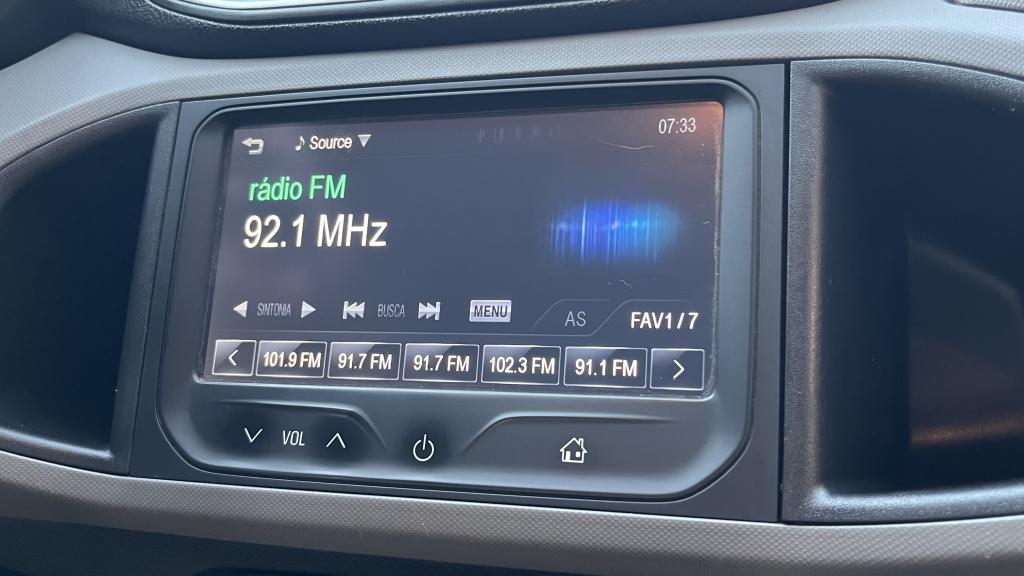 Source 07:33
rádio FM
92.1 MHz
SINTONIA BUSCA MENU AS FAV1/7
101.9 FM 91.7 FM 91.7 FM 102.3 FM 91.1 FM
VOL